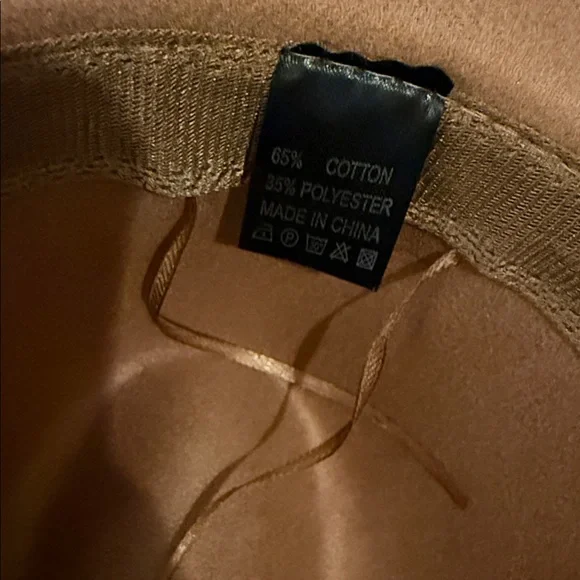 65% COTTON
35% POLYESTER
MADE IN CHINA